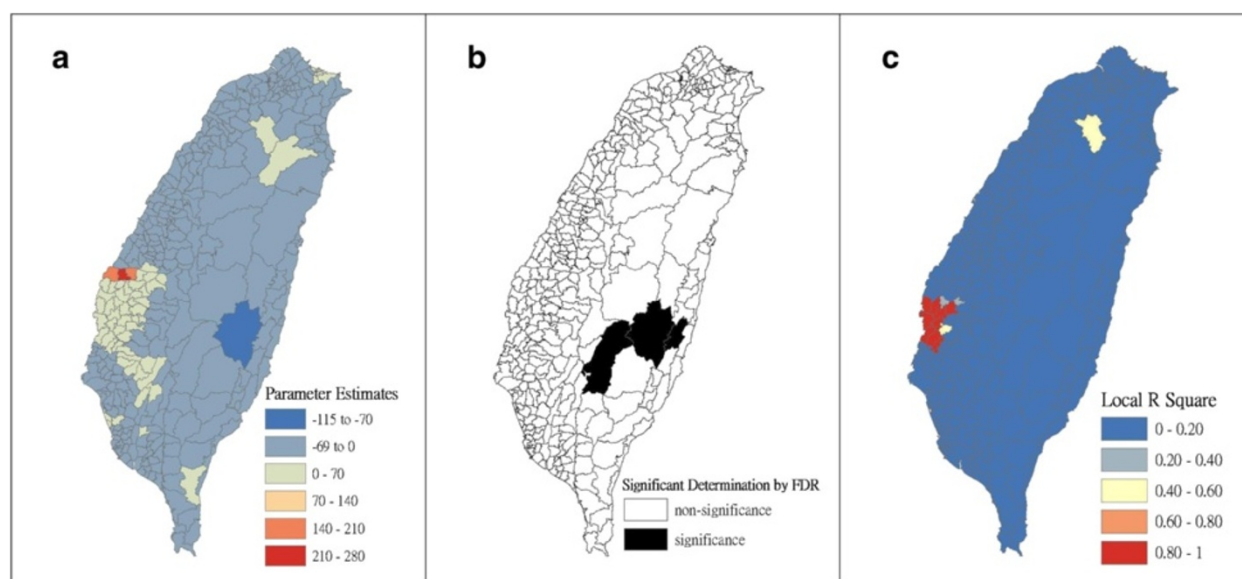 a
Parameter Estimates
-115 to -70
-69 to 0
0 - 70
70 - 140
140 - 210
210 - 280
b
Significant Determination by FDR
non-significance
significance
c
Local R Square
0 - 0.20
0.20 - 0.40
0.40 - 0.60
0.60 - 0.80
0.80 - 1